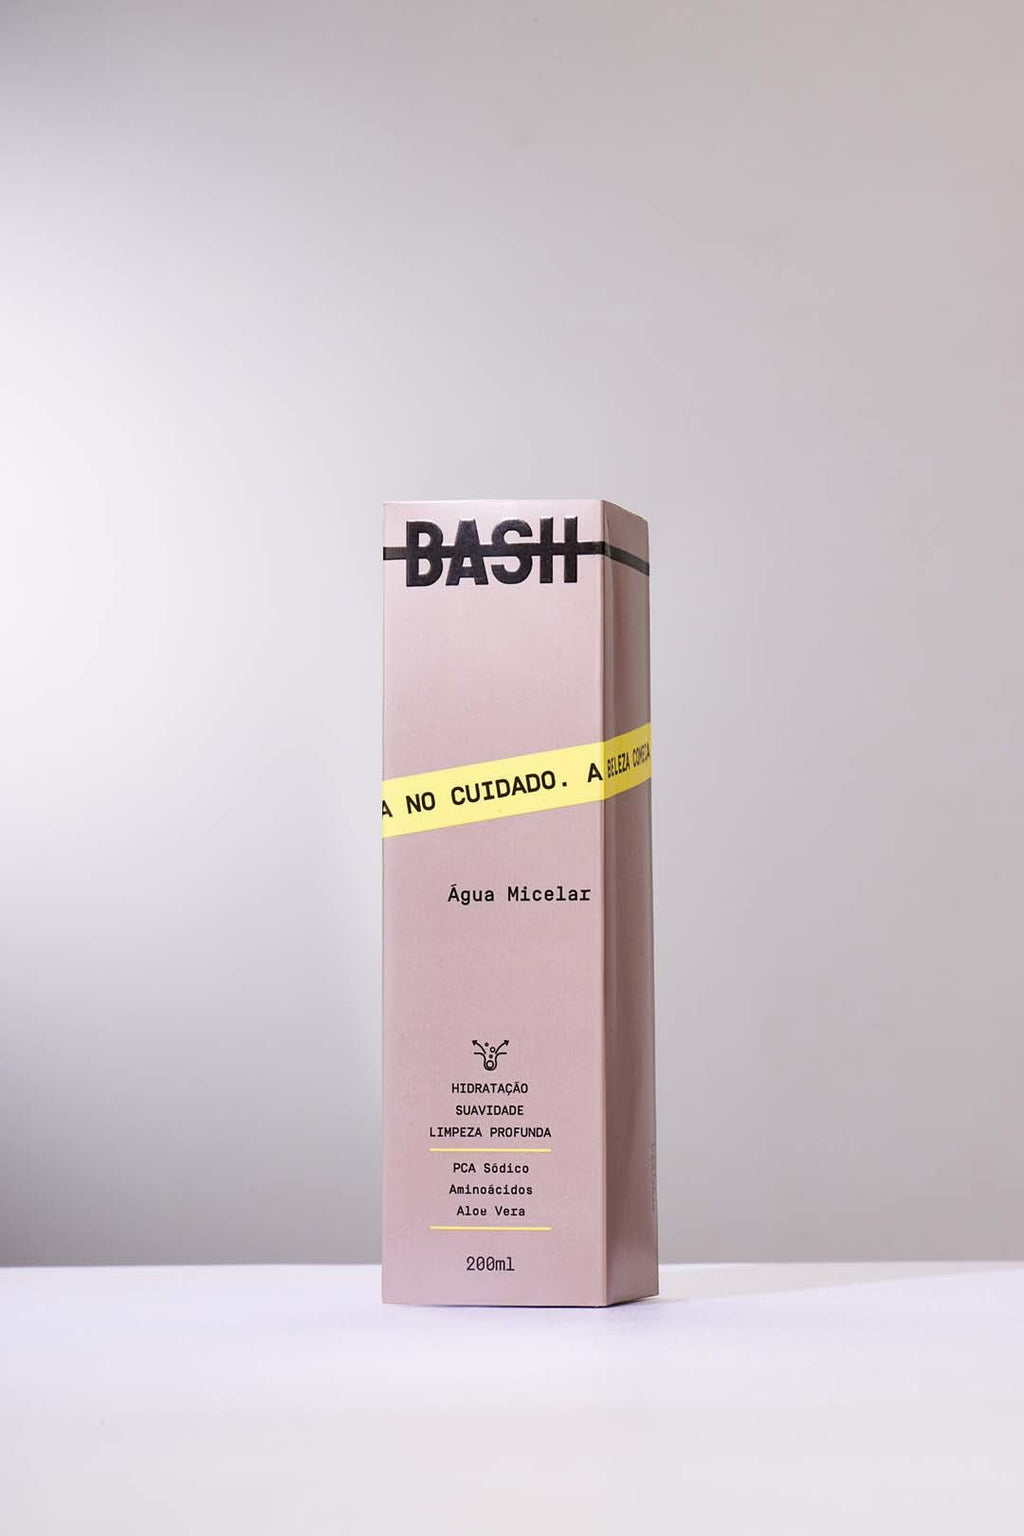 BASH
A NO CUIDADO. A BELEZA COMEÇA
Água Micelar
HIDRATAÇÃO
SUAVIDADE
LIMPEZA PROFUNDA
PCA Sódico
Aminoácidos
Aloe Vera
200ml